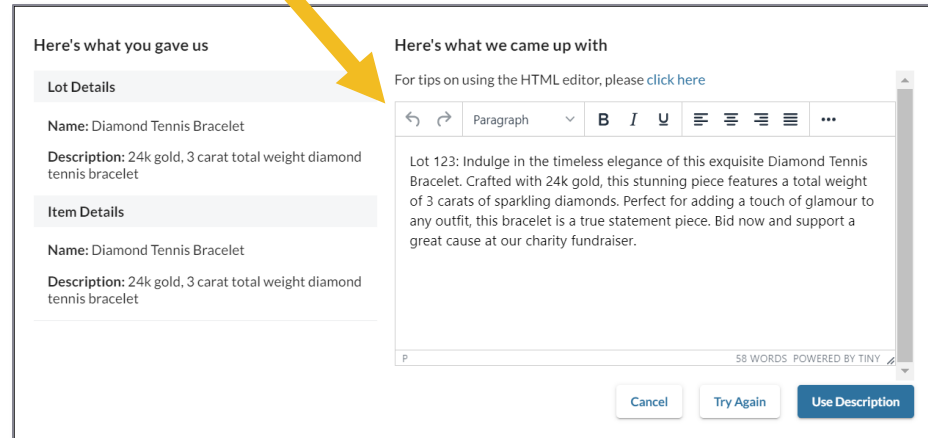 Here's what you gave us
Lot Details
Name: Diamond Tennis Bracelet
Description: 24k gold, 3 carat total weight diamond
tennis bracelet
Item Details
Name: Diamond Tennis Bracelet
Description: 24k gold, 3 carat total weight diamond
tennis bracelet
Here's what we came up with
For tips on using the HTML editor, please click here
Paragraph B I U
Lot 123: Indulge in the timeless elegance of this exquisite Diamond Tennis
Bracelet. Crafted with 24k gold, this stunning piece features a total weight
of 3 carats of sparkling diamonds. Perfect for adding a touch of glamour to
any outfit, this bracelet is a true statement piece. Bid now and support a
great cause at our charity fundraiser.
P 58 WORDS POWERED BY TINY
Cancel Try Again Use Description